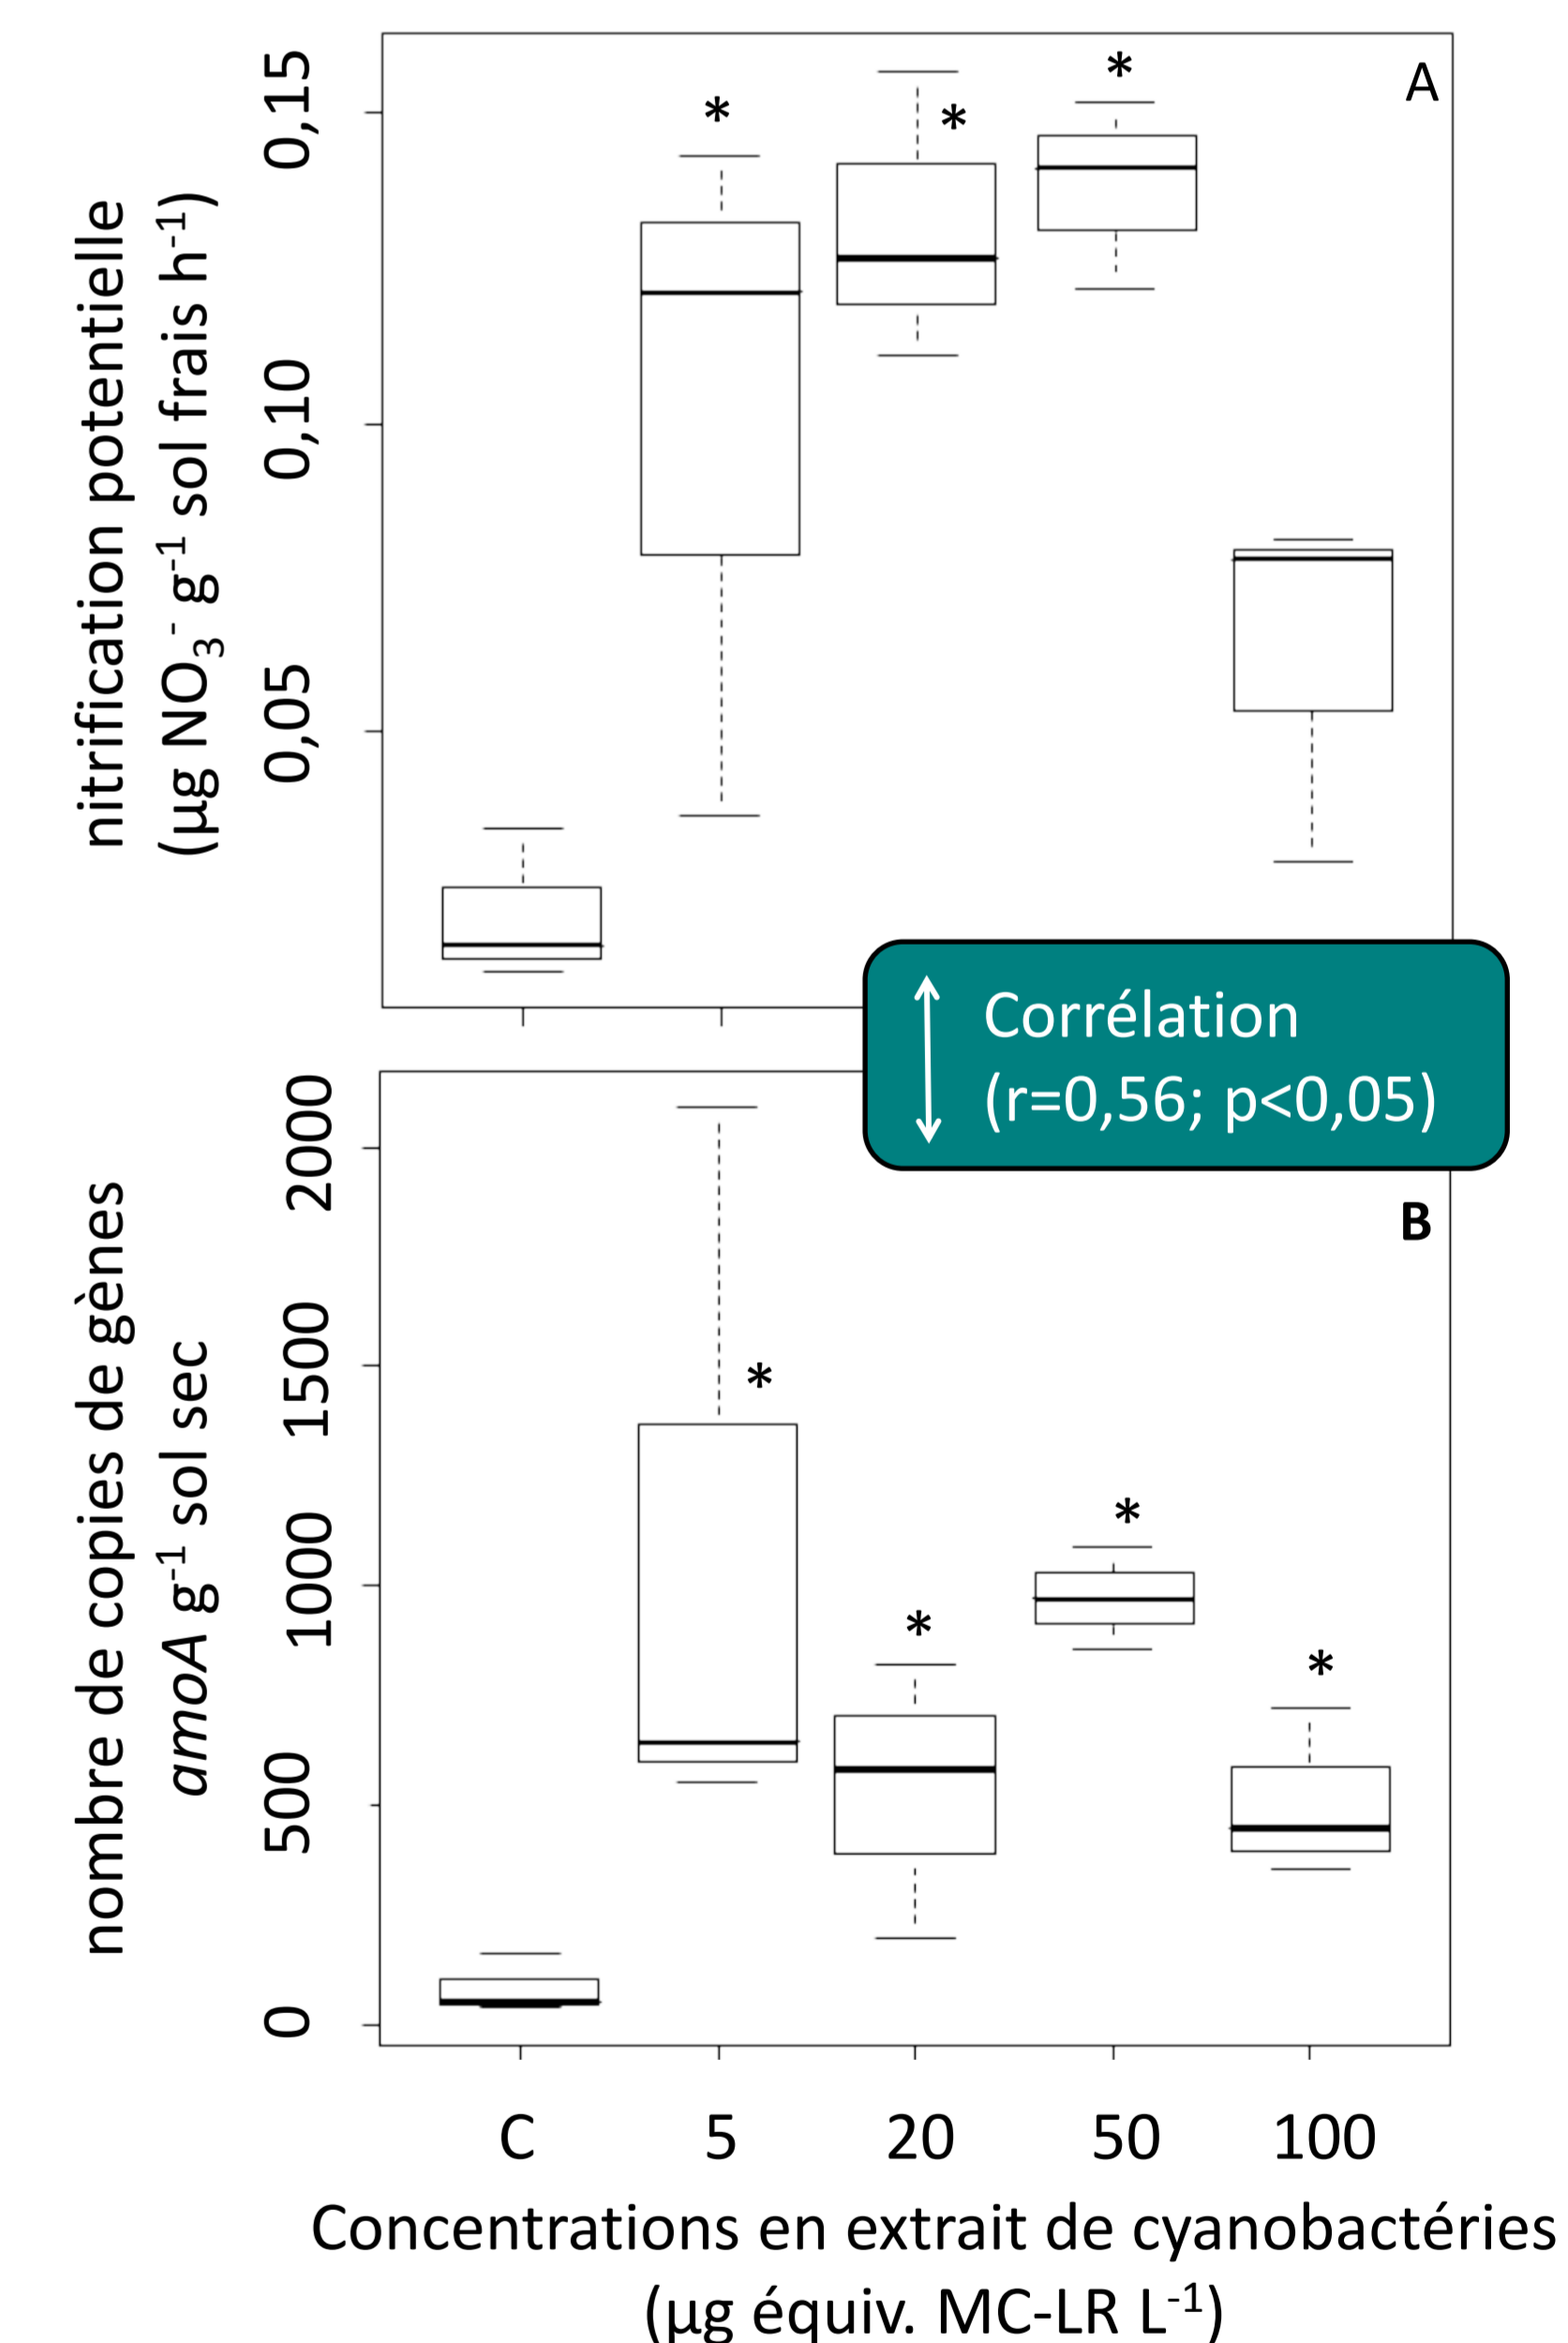 A
nitrification potentielle
(µg NO₃⁻ g⁻¹ sol frais h⁻¹)
0,15
0,10
0,05
*
*
*
Corrélation
(r=0,56; p<0,05)
B
nombre de copies de gènes
amoA g⁻¹ sol sec
2000
1500
1000
500
0
*
*
*
*
C 5 20 50 100
Concentrations en extrait de cyanobactéries
(µg équiv. MC-LR L⁻¹)